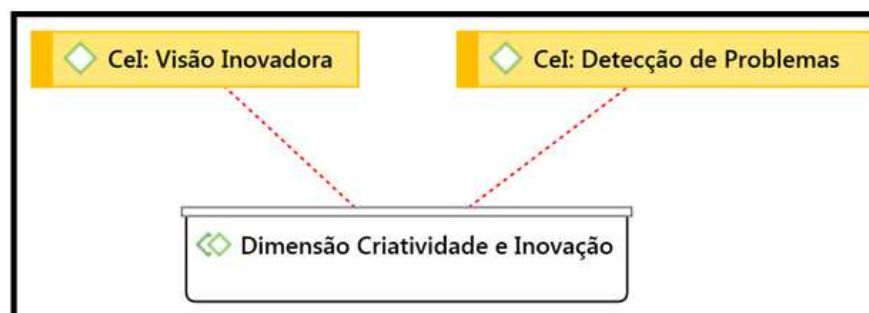 CeI: Visão Inovadora
CeI: Detecção de Problemas
Dimensão Criatividade e Inovação